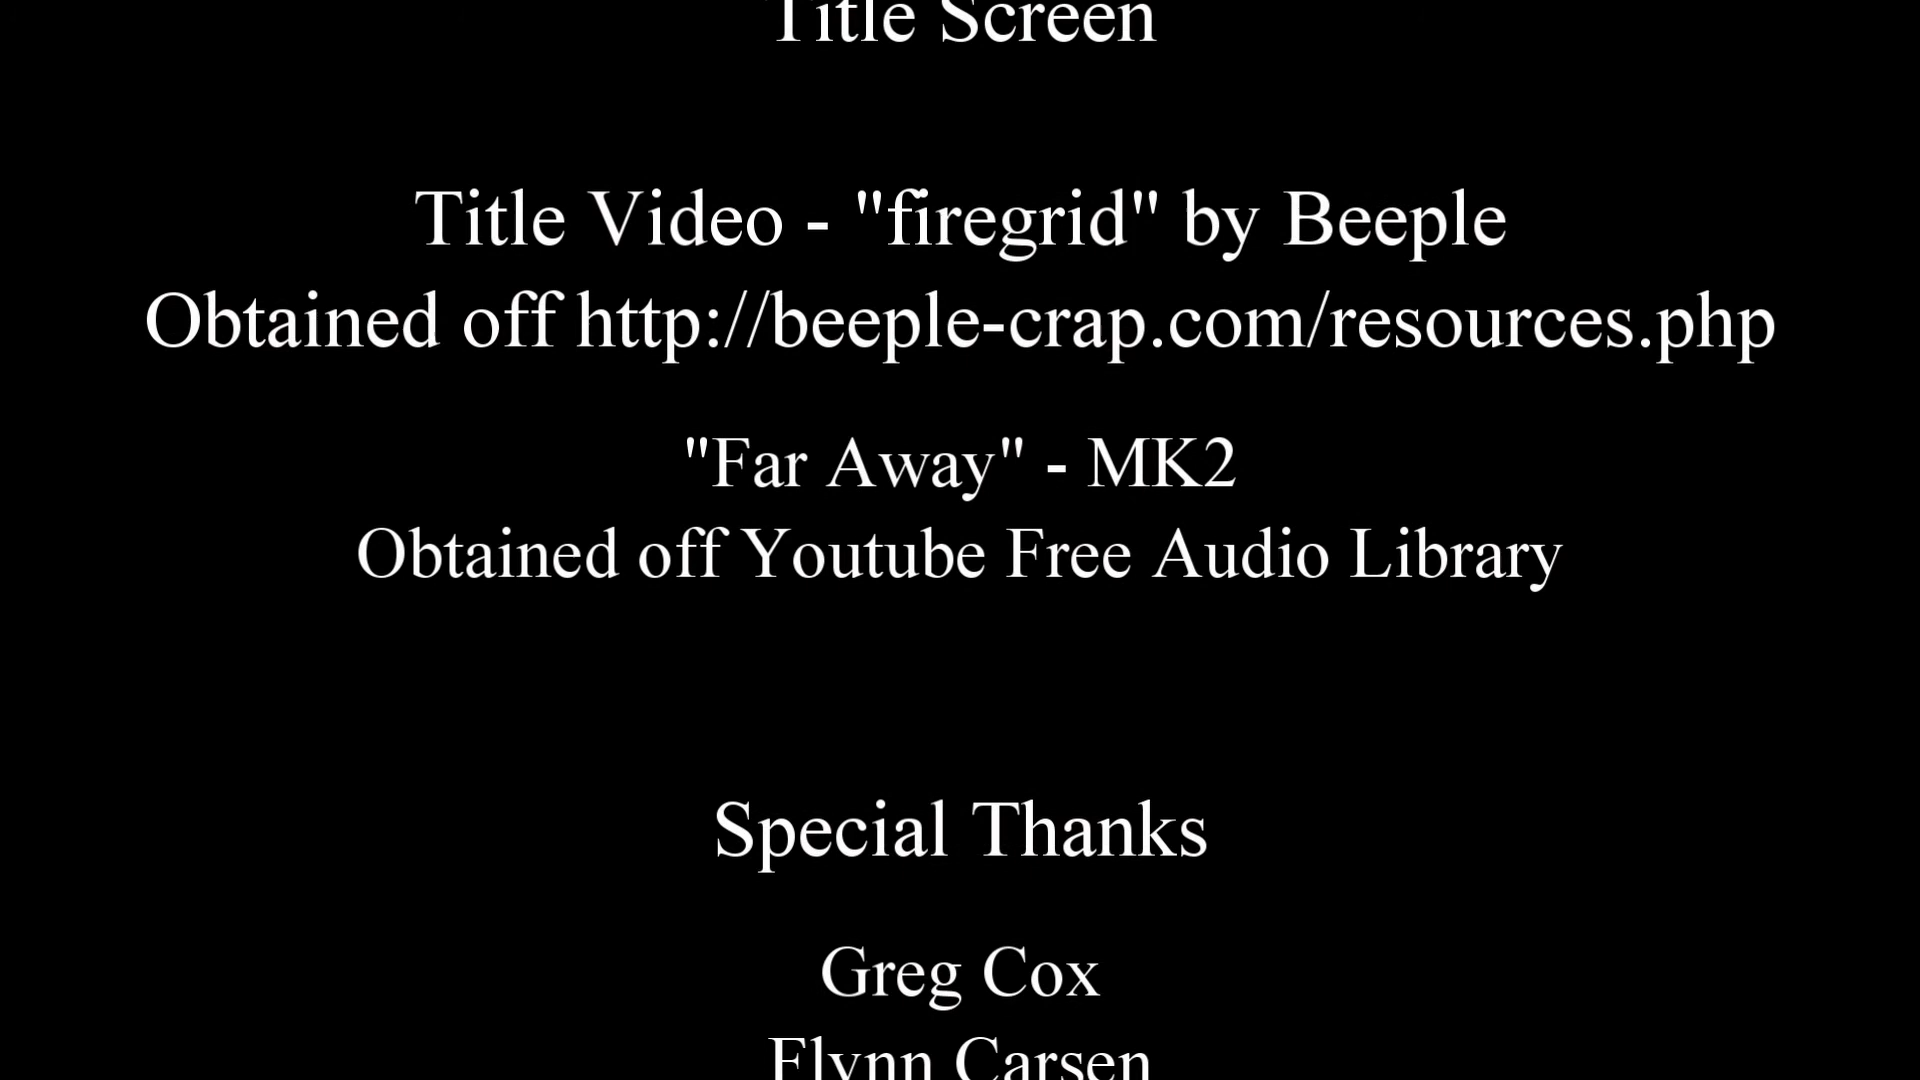 Title Screen
Title Video - "firegrid" by Beeple
Obtained off http://beeple-crap.com/resources.php
"Far Away" - MK2
Obtained off Youtube Free Audio Library
Special Thanks
Greg Cox
Flynn Carsen